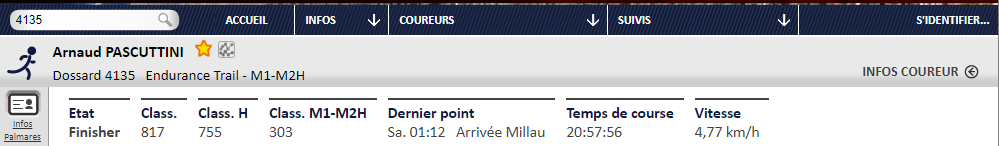 4135 ACCUEIL INFOS COUREURS SUIVIS S'IDENTIFIER...
Arnaud PASCUTTINI
Dossard 4135 Endurance Trail - M1-M2H INFOS COUREUR
Infos
Palmares
Etat Class. Class. H Class. M1-M2H Dernier point Temps de course Vitesse
Finisher 817 755 303 Sa. 01:12 Arrivée Millau 20:57:56 4,77 km/h